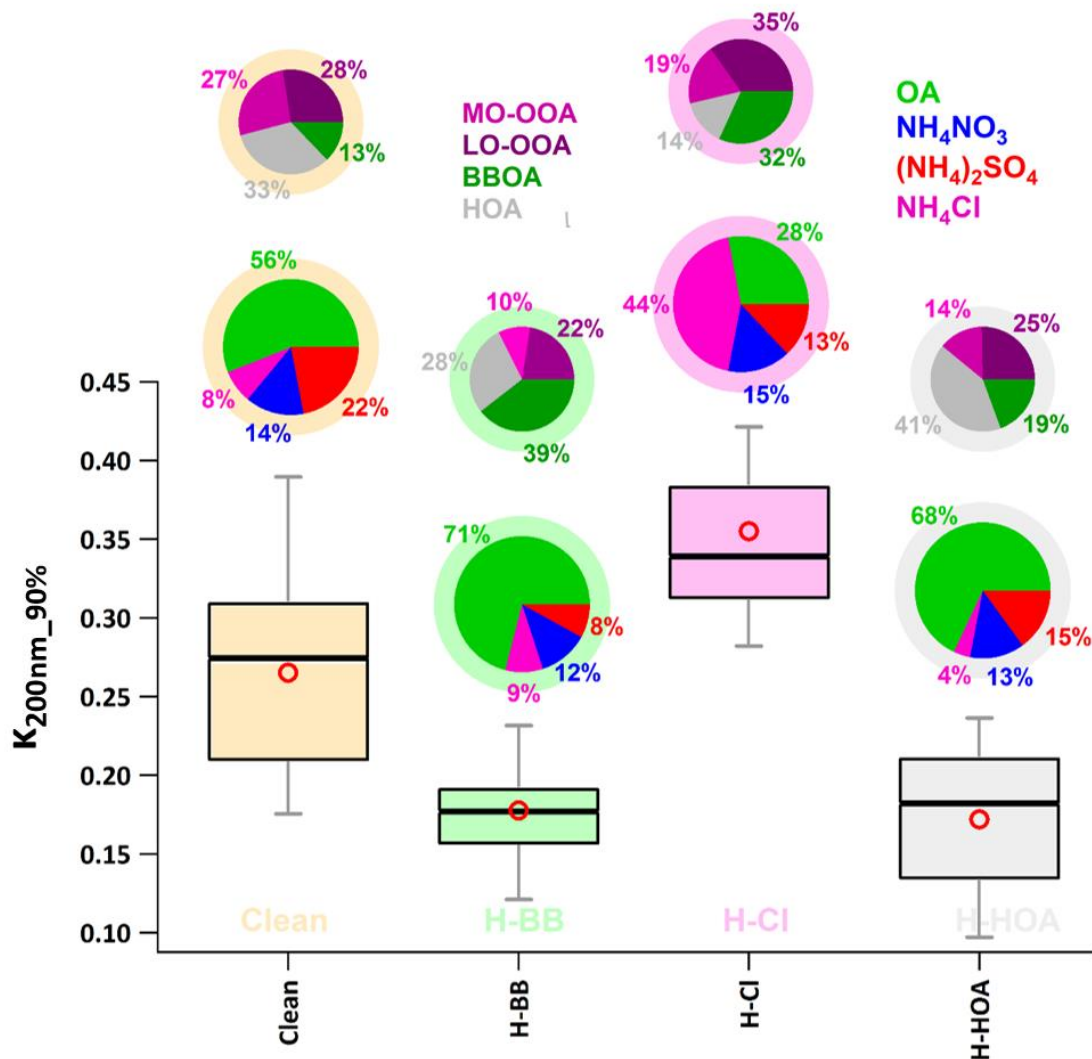 27%
28%
13%
33%
MO-OOA
LO-OOA
BBOA
HOA
19%
35%
14%
32%
OA
NH₄NO₃
(NH₄)₂SO₄
NH₄Cl
56%
8%
14%
22%
10%
22%
28%
39%
28%
44%
13%
15%
14%
25%
41%
19%
71%
8%
12%
9%
68%
15%
4%
13%
κ200nm_90%
0.45
0.40
0.35
0.30
0.25
0.20
0.15
0.10
Clean
H-BB
H-Cl
H-HOA
Clean
H-BB
H-Cl
H-HOA